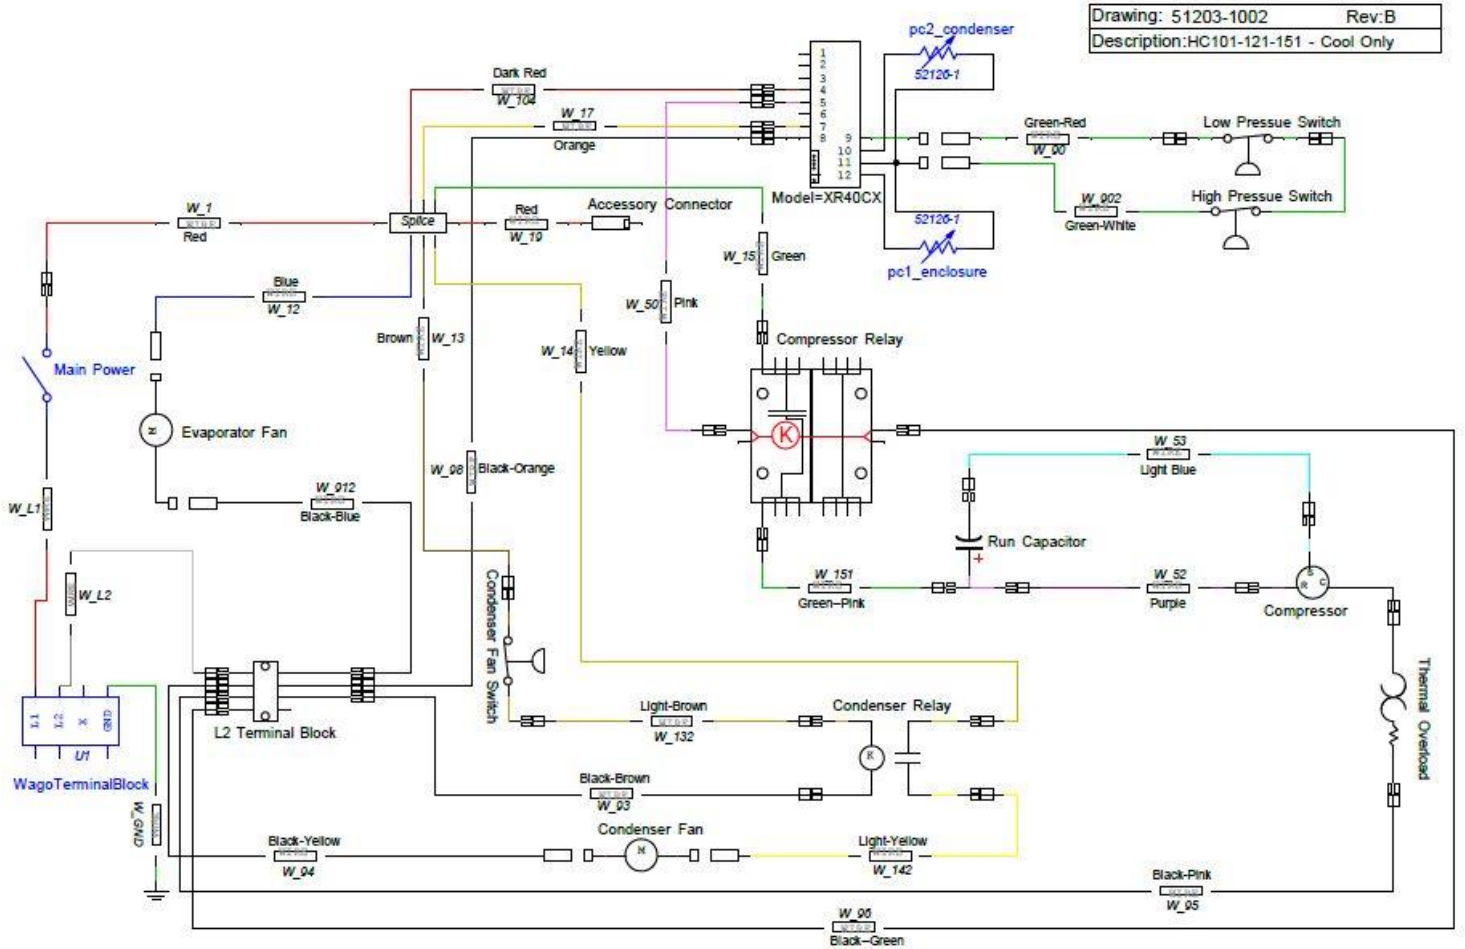 Drawing: 51203-1002 Rev:B
Description:HC101-121-151 - Cool Only
pc2_condenser
52126-1
1
2
3
4
5
6
7
8
9
10
11
12
Model=XR40CX
52126-1
pc1_enclosure
Dark Red
W_104
W_17
Orange
Green-Red
W_90
Low Pressue Switch
W_902
Green-White
High Pressue Switch
W_1
Red
Splice
Red
W_19
Accessory Connector
W_15
Green
Blue
W_12
W_50
Pink
Brown
W_13
W_14
Yellow
Compressor Relay
Main Power
K
Evaporator Fan
W_98
Black-Orange
W_53
Light Blue
W_912
Black-Blue
W_L1
Run Capacitor
+
W_L2
Condenser Fan Switch
W_151
Green-Pink
W_52
Purple
S
R
C
Compressor
Thermal Overload
L1
L2
X
GND
U1
WagoTerminalBlock
L2 Terminal Block
Light-Brown
W_132
Condenser Relay
K
Black-Brown
W_93
W_GND
Black-Yellow
W_94
Condenser Fan
M
Light-Yellow
W_142
Black-Pink
W_95
W_96
Black-Green